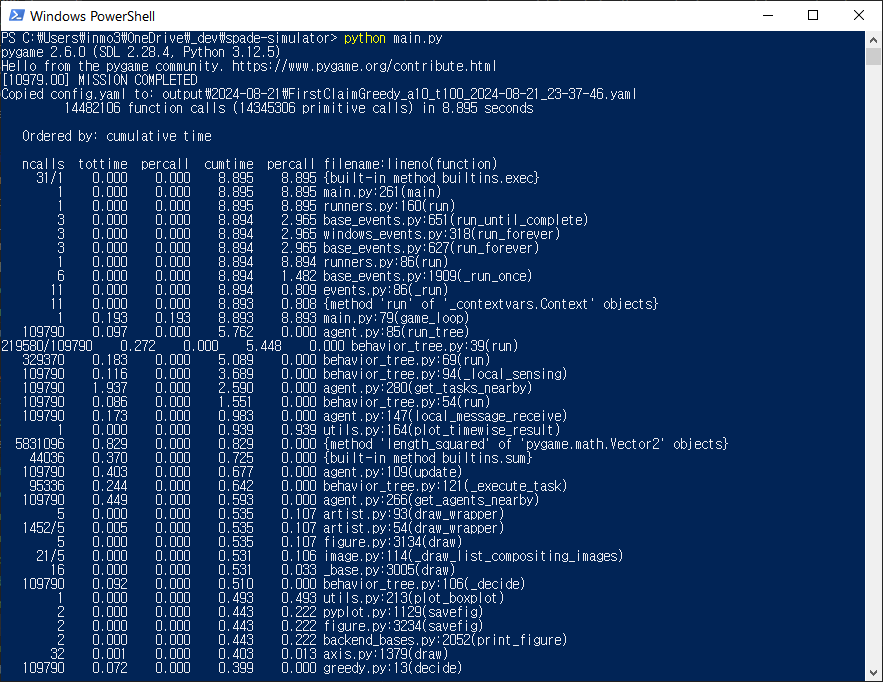 Windows PowerShell
PS C:₩Users₩inmo3₩OneDrive₩_dev₩spade-simulator> python main.py
pygame 2.6.0 (SDL 2.28.4, Python 3.12.5)
Hello from the pygame community. https://www.pygame.org/contribute.html
[10979.00] MISSION COMPLETED
Copied config.yaml to: output₩2024-08-21₩FirstClaimGreedy_a10_t100_2024-08-21_23-37-46.yaml
14482106 function calls (14345306 primitive calls) in 8.895 seconds
Ordered by: cumulative time
ncalls tottime percall cumtime percall filename:lineno(function)
31/1 0.000 0.000 8.895 8.895 {built-in method builtins.exec}
1 0.000 0.000 8.895 8.895 main.py:261(main)
1 0.000 0.000 8.895 8.895 runners.py:160(run)
3 0.000 0.000 8.894 2.965 base_events.py:651(run_until_complete)
3 0.000 0.000 8.894 2.965 windows_events.py:318(run_forever)
3 0.000 0.000 8.894 2.965 base_events.py:627(run_forever)
1 0.000 0.000 8.894 8.894 runners.py:86(run)
6 0.000 0.000 8.894 1.482 base_events.py:1909(_run_once)
11 0.000 0.000 8.894 0.809 events.py:86(_run)
11 0.000 0.000 8.893 0.808 {method 'run' of '_contextvars.Context' objects}
1 0.193 0.193 8.893 8.893 main.py:79(game_loop)
109790 0.097 0.000 5.762 0.000 agent.py:85(run_tree)
219580/109790 0.272 0.000 5.448 0.000 behavior_tree.py:39(run)
329370 0.183 0.000 5.089 0.000 behavior_tree.py:69(run)
109790 0.116 0.000 3.689 0.000 behavior_tree.py:94(_local_sensing)
109790 1.937 0.000 2.590 0.000 agent.py:280(get_tasks_nearby)
109790 0.086 0.000 1.551 0.000 behavior_tree.py:54(run)
109790 0.173 0.000 0.983 0.000 agent.py:147(local_message_receive)
1 0.000 0.000 0.939 0.939 utils.py:164(plot_timewise_result)
5831096 0.829 0.000 0.829 0.000 {method 'length_squared' of 'pygame.math.Vector2' objects}
44036 0.370 0.000 0.725 0.000 {built-in method builtins.sum}
109790 0.403 0.000 0.677 0.000 agent.py:109(update)
95336 0.244 0.000 0.642 0.000 behavior_tree.py:121(_execute_task)
109790 0.449 0.000 0.593 0.000 agent.py:266(get_agents_nearby)
5 0.000 0.000 0.535 0.107 artist.py:93(draw_wrapper)
1452/5 0.005 0.000 0.535 0.107 artist.py:54(draw_wrapper)
5 0.000 0.000 0.535 0.107 figure.py:3134(draw)
21/5 0.000 0.000 0.531 0.106 image.py:114(_draw_list_compositing_images)
16 0.000 0.000 0.531 0.033 _base.py:3005(draw)
109790 0.092 0.000 0.510 0.000 behavior_tree.py:106(_decide)
1 0.000 0.000 0.493 0.493 utils.py:213(plot_boxplot)
2 0.000 0.000 0.443 0.222 pyplot.py:1129(savefig)
2 0.000 0.000 0.443 0.222 figure.py:3234(savefig)
2 0.000 0.000 0.443 0.222 backend_bases.py:2052(print_figure)
32 0.001 0.000 0.403 0.013 axis.py:1379(draw)
109790 0.072 0.000 0.399 0.000 greedy.py:13(decide)